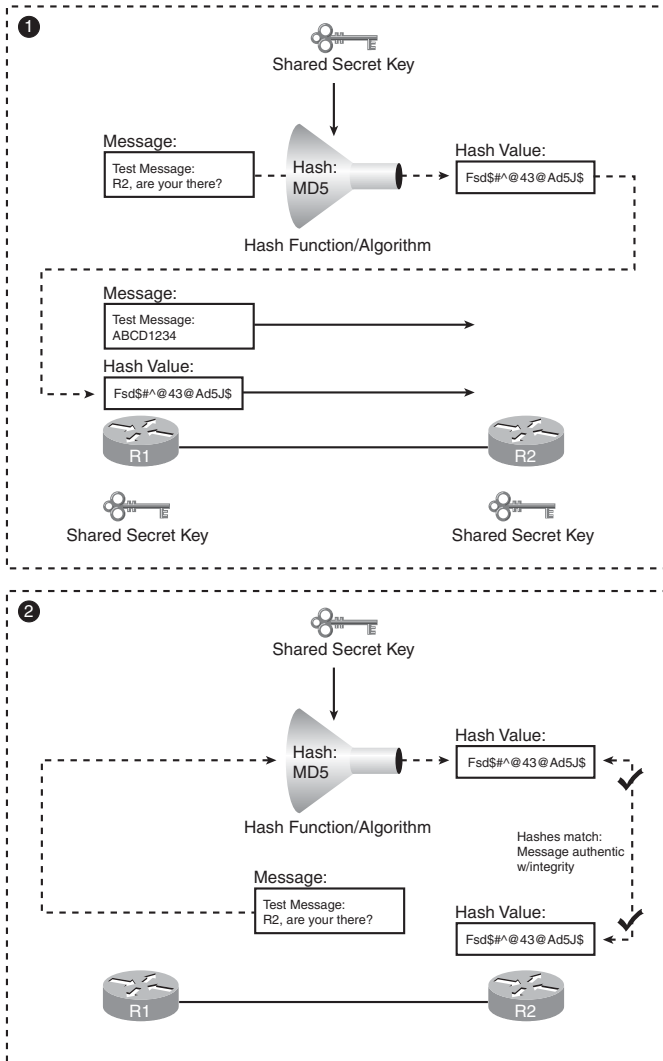 1
Shared Secret Key
Message:
Test Message:
R2, are your there?
Hash:
MD5
Hash Value:
Fsd$#^@43@Ad5J$
Hash Function/Algorithm
Message:
Test Message:
ABCD1234
Hash Value:
Fsd$#^@43@Ad5J$
R1
R2
Shared Secret Key
Shared Secret Key
2
Shared Secret Key
Hash:
MD5
Hash Value:
Fsd$#^@43@Ad5J$
Hash Function/Algorithm
Hashes match:
Message authentic
w/integrity
Message:
Test Message:
R2, are your there?
Hash Value:
Fsd$#^@43@Ad5J$
R1
R2